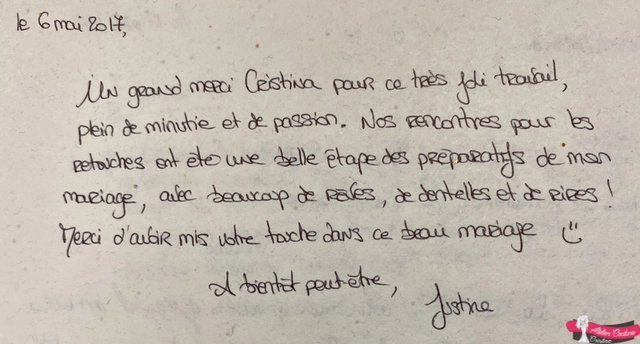 le 6 mai 2017,
Un grand merci Cristina pour ce très joli travail,
plein de minutie et de passion. Nos rencontres pour les
retouches ont été une belle étape des préparatifs de mon
mariage, avec beaucoup de perles, de dentelles et de rires !
Merci d'avoir mis votre touche dans ce beau mariage
A bientôt peut-être,
Justine
Atelier Couture